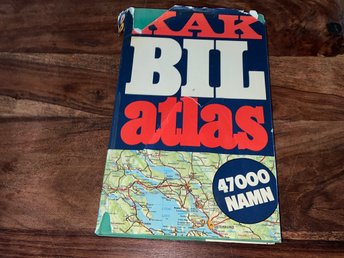 KAK
BIL
atlas
47000
NAMN